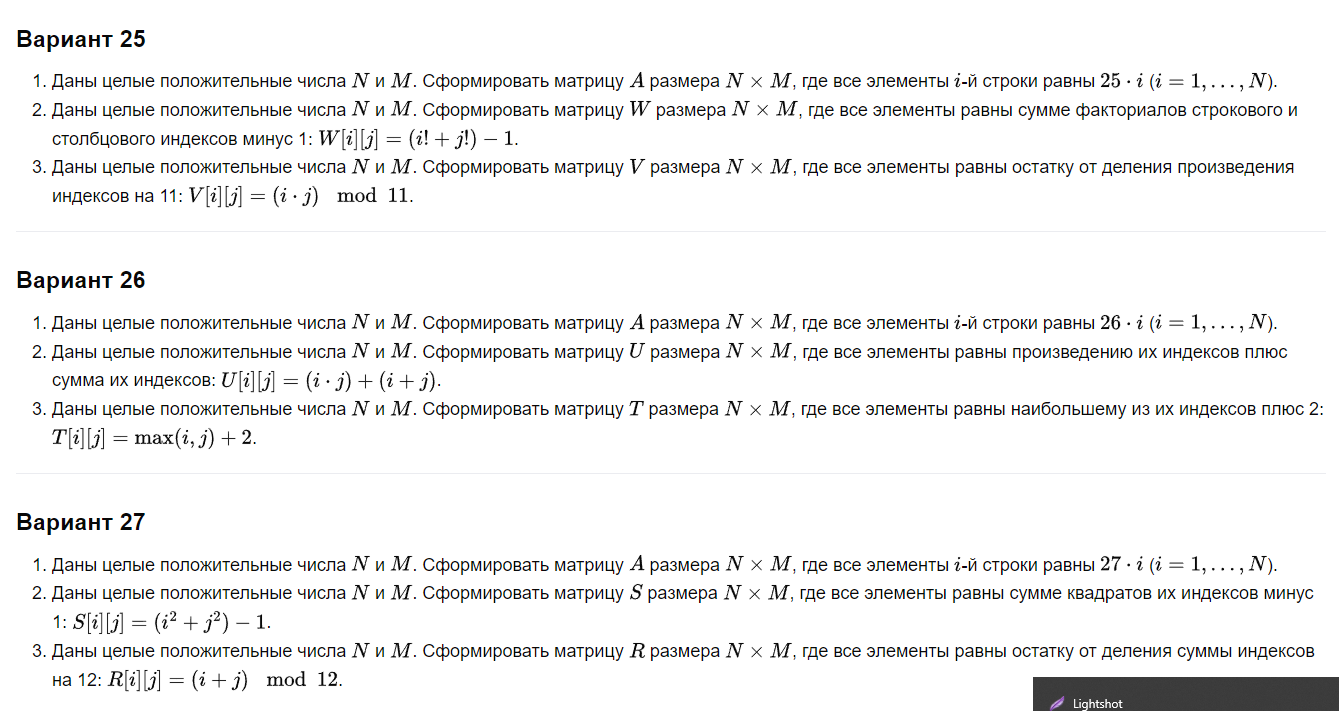 Вариант 25
1. Даны целые положительные числа N и M. Сформировать матрицу A размера N × M, где все элементы i-й строки равны 25 · i (i = 1, . . . , N).
2. Даны целые положительные числа N и M. Сформировать матрицу W размера N × M, где все элементы равны сумме факториалов строкового и
столбцового индексов минус 1: W[i][j] = (i! + j!) − 1.
3. Даны целые положительные числа N и M. Сформировать матрицу V размера N × M, где все элементы равны остатку от деления произведения
индексов на 11: V[i][j] = (i · j) mod 11.
Вариант 26
1. Даны целые положительные числа N и M. Сформировать матрицу A размера N × M, где все элементы i-й строки равны 26 · i (i = 1, . . . , N).
2. Даны целые положительные числа N и M. Сформировать матрицу U размера N × M, где все элементы равны произведению их индексов плюс
сумма их индексов: U[i][j] = (i · j) + (i + j).
3. Даны целые положительные числа N и M. Сформировать матрицу T размера N × M, где все элементы равны наибольшему из их индексов плюс 2:
T[i][j] = max(i, j) + 2.
Вариант 27
1. Даны целые положительные числа N и M. Сформировать матрицу A размера N × M, где все элементы i-й строки равны 27 · i (i = 1, . . . , N).
2. Даны целые положительные числа N и M. Сформировать матрицу S размера N × M, где все элементы равны сумме квадратов их индексов минус
1: S[i][j] = (i² + j²) − 1.
3. Даны целые положительные числа N и M. Сформировать матрицу R размера N × M, где все элементы равны остатку от деления суммы индексов
на 12: R[i][j] = (i + j) mod 12.
Lightshot